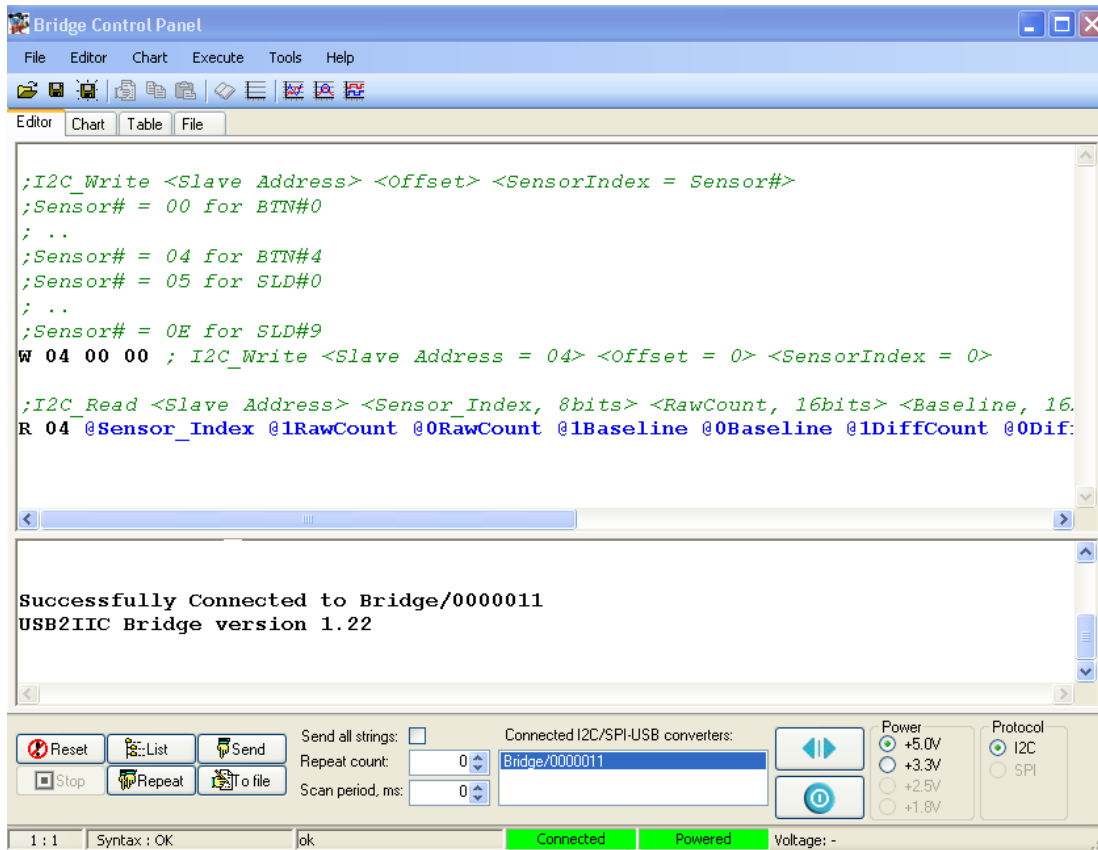 Bridge Control Panel
File Editor Chart Execute Tools Help
Editor Chart Table File
;I2C_Write <Slave Address> <Offset> <SensorIndex = Sensor#>
;Sensor# = 00 for BTN#0
; ..
;Sensor# = 04 for BTN#4
;Sensor# = 05 for SLD#0
; ..
;Sensor# = 0E for SLD#9
W 04 00 00 ; I2C_Write <Slave Address = 04> <Offset = 0> <SensorIndex = 0>
;I2C_Read <Slave Address> <Sensor_Index, 8bits> <RawCount, 16bits> <Baseline, 16
R 04 @Sensor_Index @1RawCount @0RawCount @1Baseline @0Baseline @1DiffCount @0Dif
Successfully Connected to Bridge/0000011
USB2IIC Bridge version 1.22
Reset List Send
Stop Repeat To file
Send all strings:
Repeat count: 0
Scan period, ms: 0
Connected I2C/SPI-USB converters:
Bridge/0000011
Power
+5.0V
+3.3V
+2.5V
+1.8V
Protocol
I2C
SPI
1 : 1 Syntax : OK ok Connected Powered Voltage: -